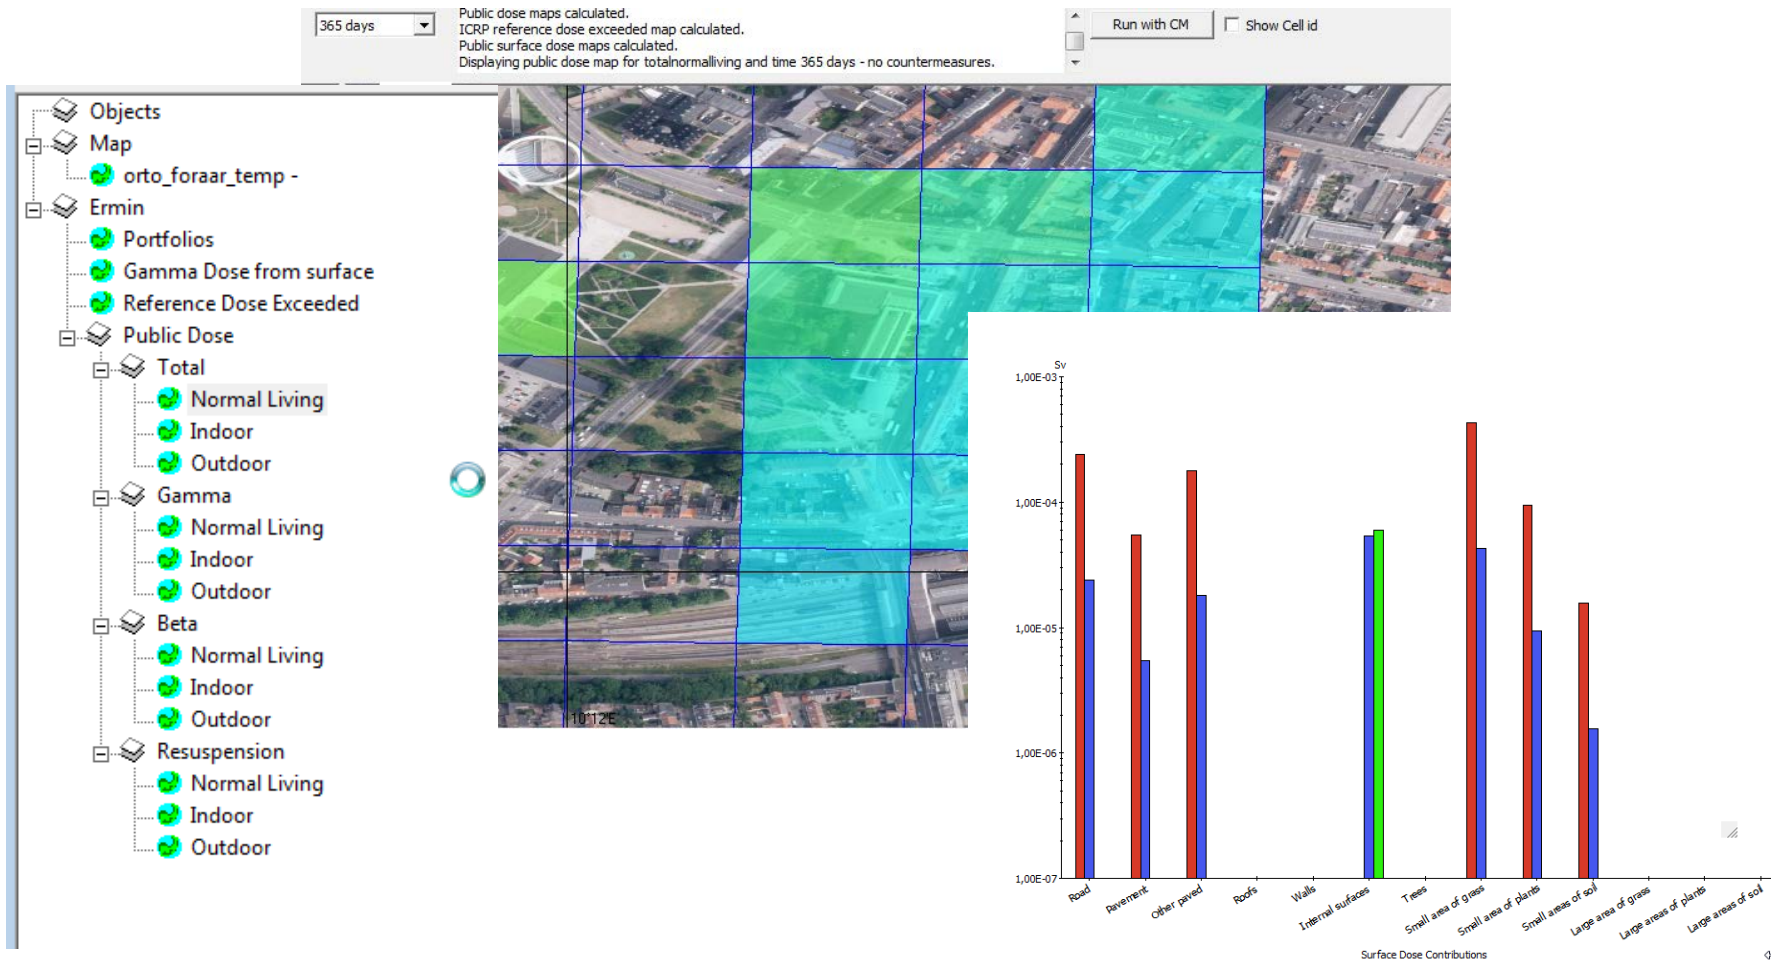 365 days
Public dose maps calculated.
ICRP reference dose exceeded map calculated.
Public surface dose maps calculated.
Displaying public dose map for totalnormalliving and time 365 days - no countermeasures.
Run with CM
Show Cell id
Objects
Map
orto_foraar_temp -
Ermin
Portfolios
Gamma Dose from surface
Reference Dose Exceeded
Public Dose
Total
Normal Living
Indoor
Outdoor
Gamma
Normal Living
Indoor
Outdoor
Beta
Normal Living
Indoor
Outdoor
Resuspension
Normal Living
Indoor
Outdoor
10°12'E
Sv
1,00E-03
1,00E-04
1,00E-05
1,00E-06
1,00E-07
Road
Pavement
Other paved
Roofs
Walls
Internal surfaces
Trees
Small area of grass
Small area of plants
Small areas of soil
Large area of grass
Large areas of plants
Large areas of soil
Surface Dose Contributions